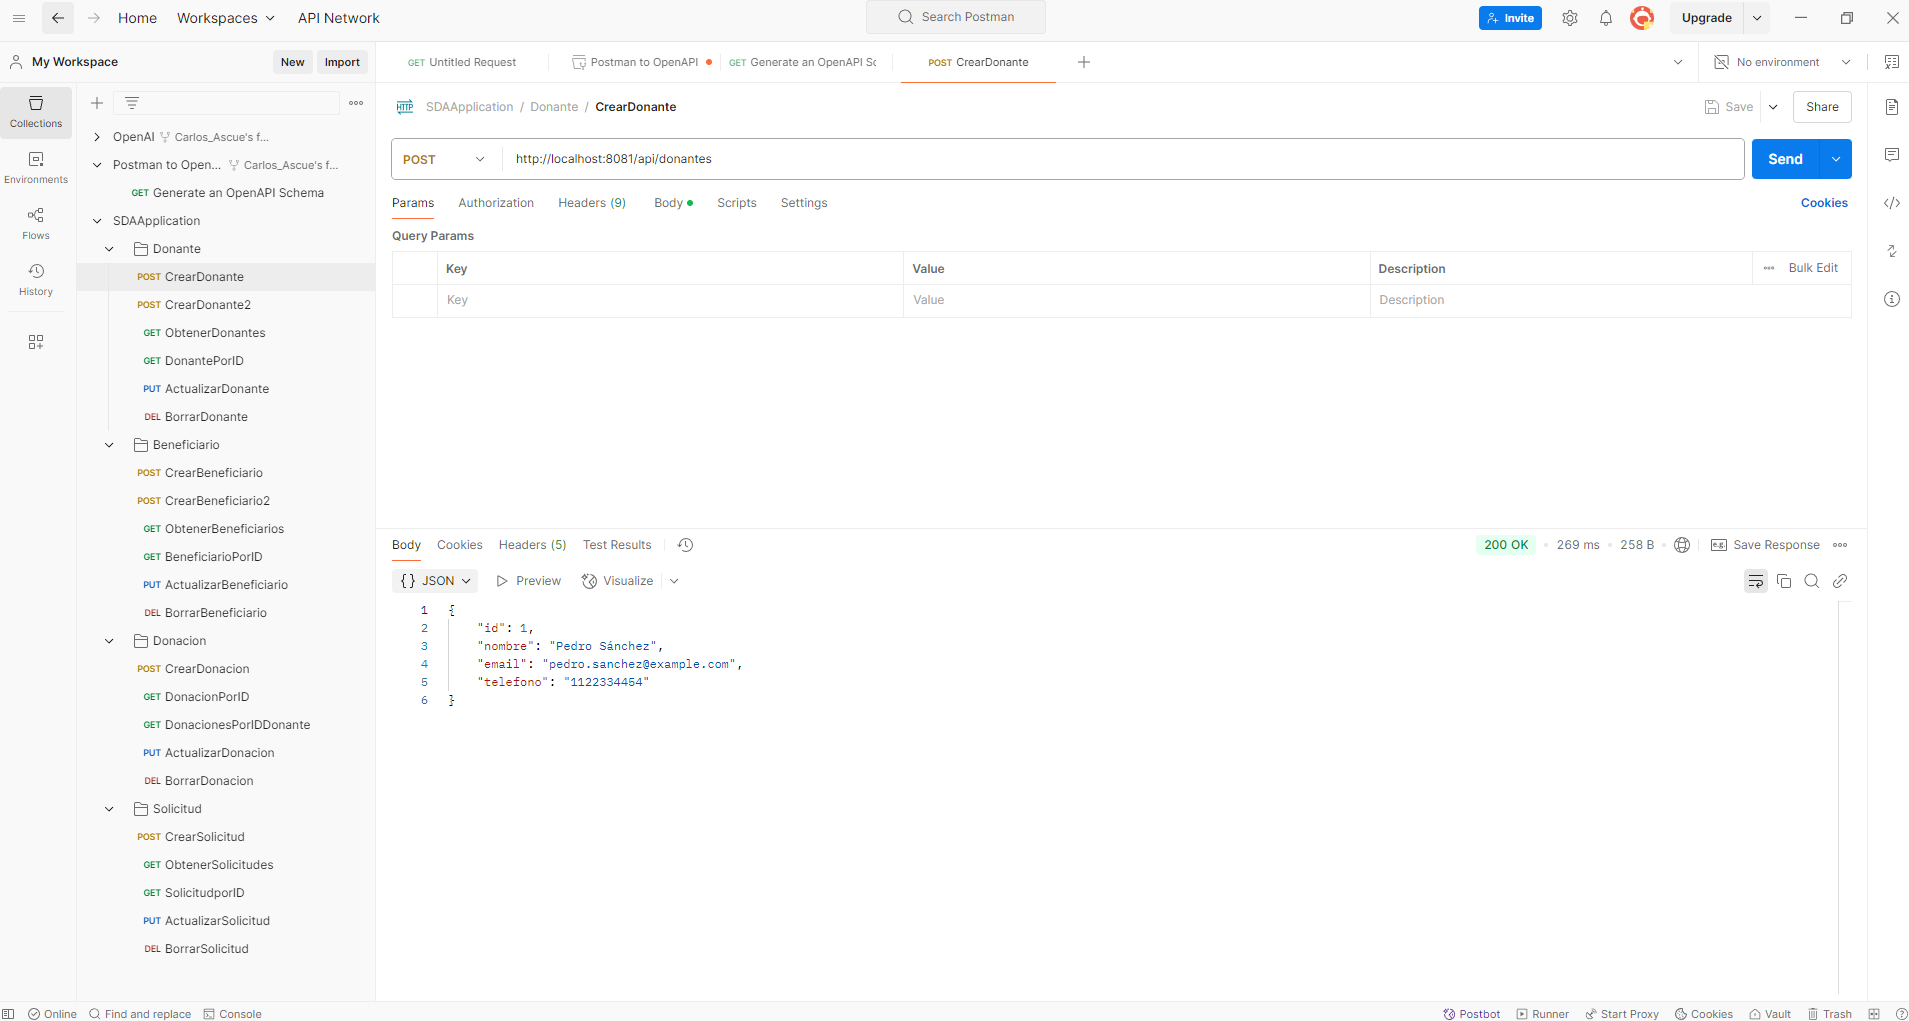 Home Workspaces API Network Search Postman Invite Upgrade
My Workspace New Import GET Untitled Request Postman to OpenAPI GET Generate an OpenAPI Sc POST CrearDonante No environment
Collections
Environments
Flows
History
OpenAI Carlos_Ascue's f...
Postman to Open... Carlos_Ascue's f...
GET Generate an OpenAPI Schema
SDAApplication
Donante
POST CrearDonante
POST CrearDonante2
GET ObtenerDonantes
GET DonantePorID
PUT ActualizarDonante
DEL BorrarDonante
Beneficiario
POST CrearBeneficiario
POST CrearBeneficiario2
GET ObtenerBeneficiarios
GET BeneficiarioPorID
PUT ActualizarBeneficiario
DEL BorrarBeneficiario
Donacion
POST CrearDonacion
GET DonacionPorID
GET DonacionesPorIDDonante
PUT ActualizarDonacion
DEL BorrarDonacion
Solicitud
POST CrearSolicitud
GET ObtenerSolicitudes
GET SolicitudporID
PUT ActualizarSolicitud
DEL BorrarSolicitud
HTTP SDAApplication / Donante / CrearDonante Save Share
POST http://localhost:8081/api/donantes Send
Params Authorization Headers (9) Body Scripts Settings Cookies
Query Params
Key Value Description Bulk Edit
Key Value Description
Body Cookies Headers (5) Test Results 200 OK 269 ms 258 B e.g. Save Response
{} JSON Preview Visualize
1 {
2 "id": 1,
3 "nombre": "Pedro Sánchez",
4 "email": "pedro.sanchez@example.com",
5 "telefono": "1122334454"
6 }
Online Find and replace Console Postbot Runner Start Proxy Cookies Vault Trash